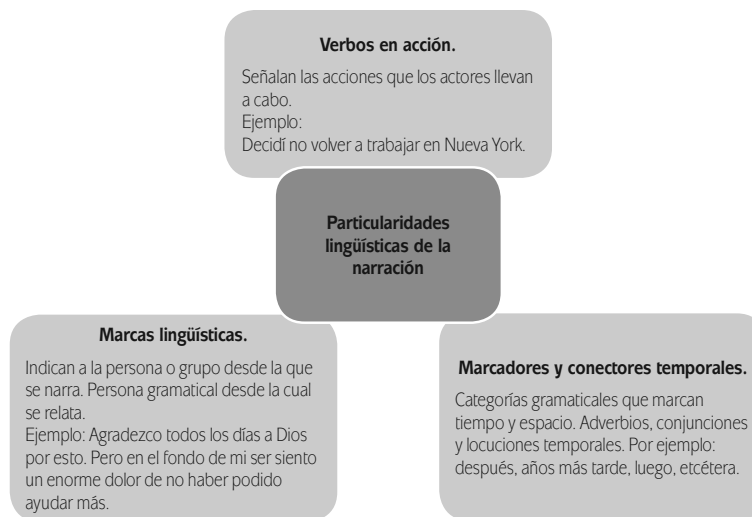 Verbos en acción.
Señalan las acciones que los actores llevan
a cabo.
Ejemplo:
Decidí no volver a trabajar en Nueva York.
Particularidades
lingüísticas de la
narración
Marcas lingüísticas.
Indican a la persona o grupo desde la que
se narra. Persona gramatical desde la cual
se relata.
Ejemplo: Agradezco todos los días a Dios
por esto. Pero en el fondo de mi ser siento
un enorme dolor de no haber podido
ayudar más.
Marcadores y conectores temporales.
Categorías gramaticales que marcan
tiempo y espacio. Adverbios, conjunciones
y locuciones temporales. Por ejemplo:
después, años más tarde, luego, etcétera.